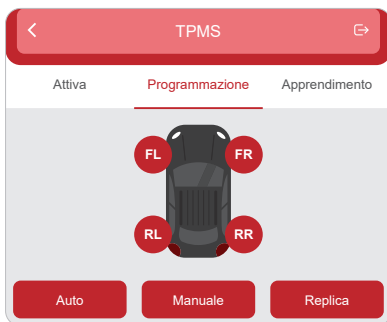 TPMS
Attiva Programmazione Apprendimento
FL FR
RL RR
Auto Manuale Replica